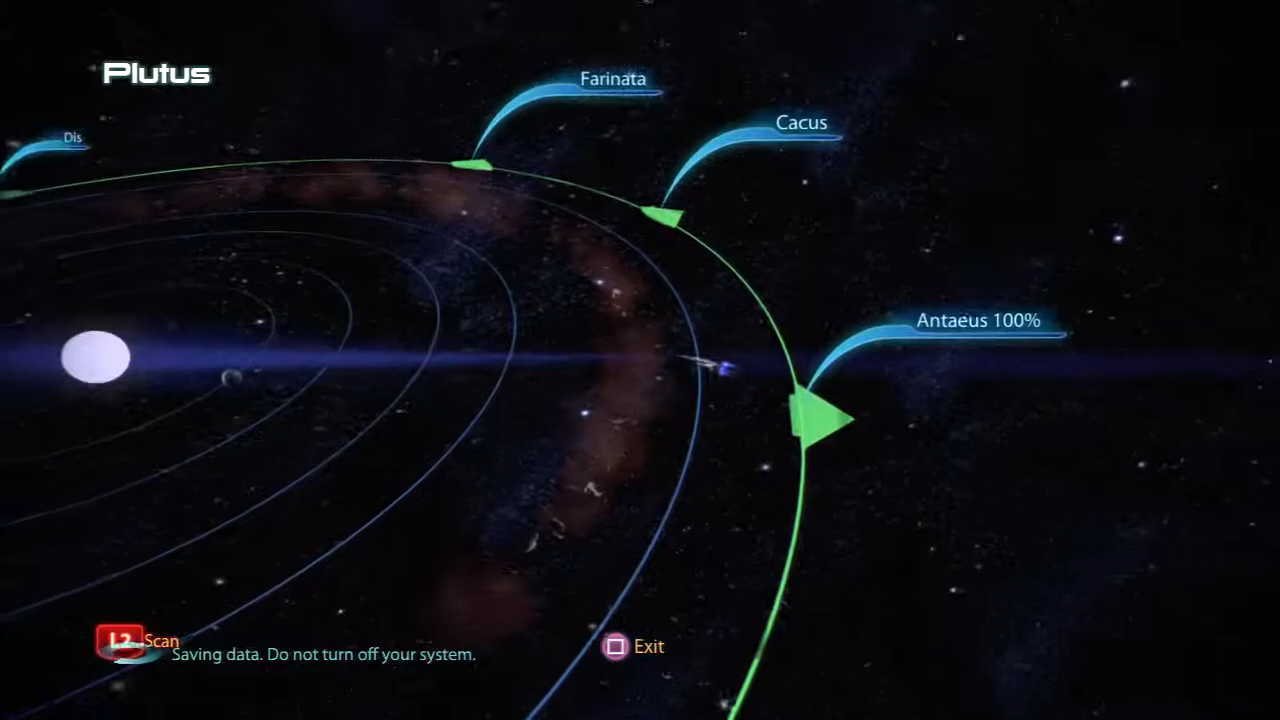 Plutus
Farinata
Cacus
Dis
Antaeus 100%
L2 Scan
Saving data. Do not turn off your system.
Exit